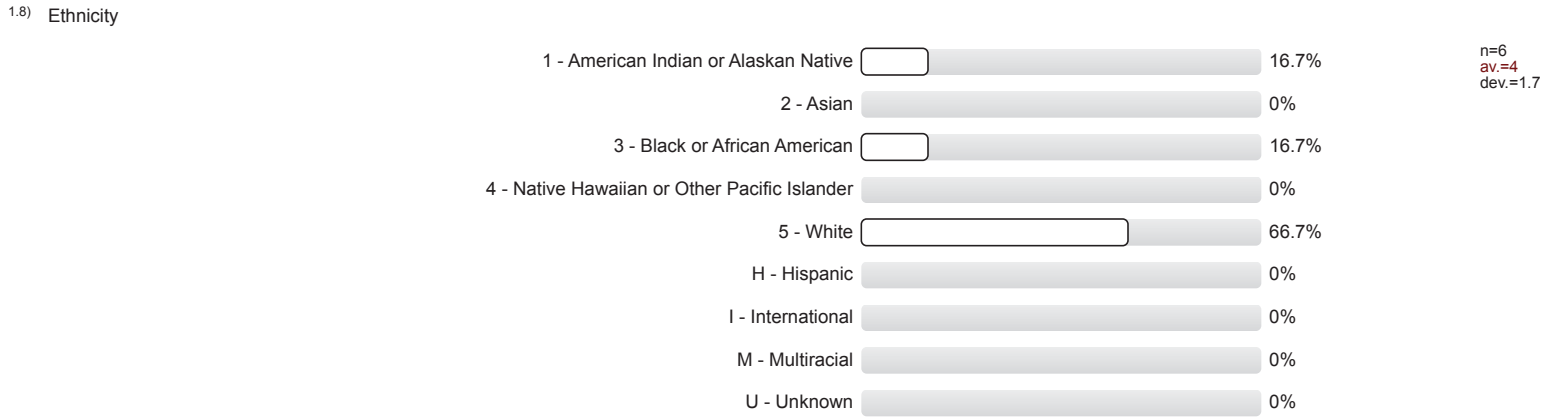 1.8) Ethnicity
1 - American Indian or Alaskan Native 16.7%
2 - Asian 0%
3 - Black or African American 16.7%
4 - Native Hawaiian or Other Pacific Islander 0%
5 - White 66.7%
H - Hispanic 0%
I - International 0%
M - Multiracial 0%
U - Unknown 0%
n=6
av.=4
dev.=1.7